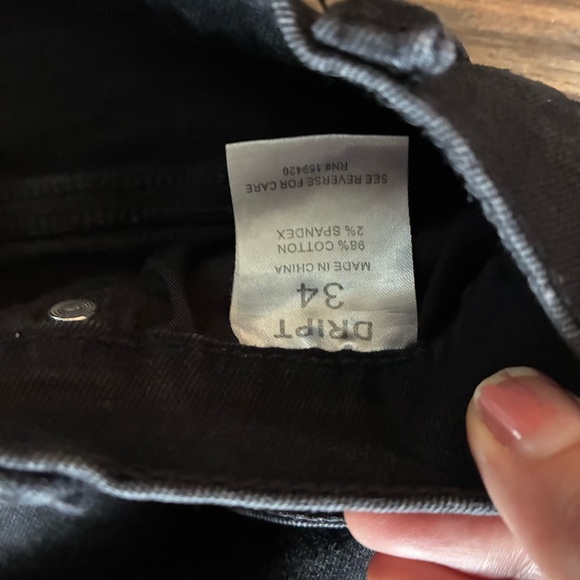 DRIPT
34
MADE IN CHINA
98% COTTON
2% SPANDEX
SEE REVERSE FOR CARE
RN# 159426